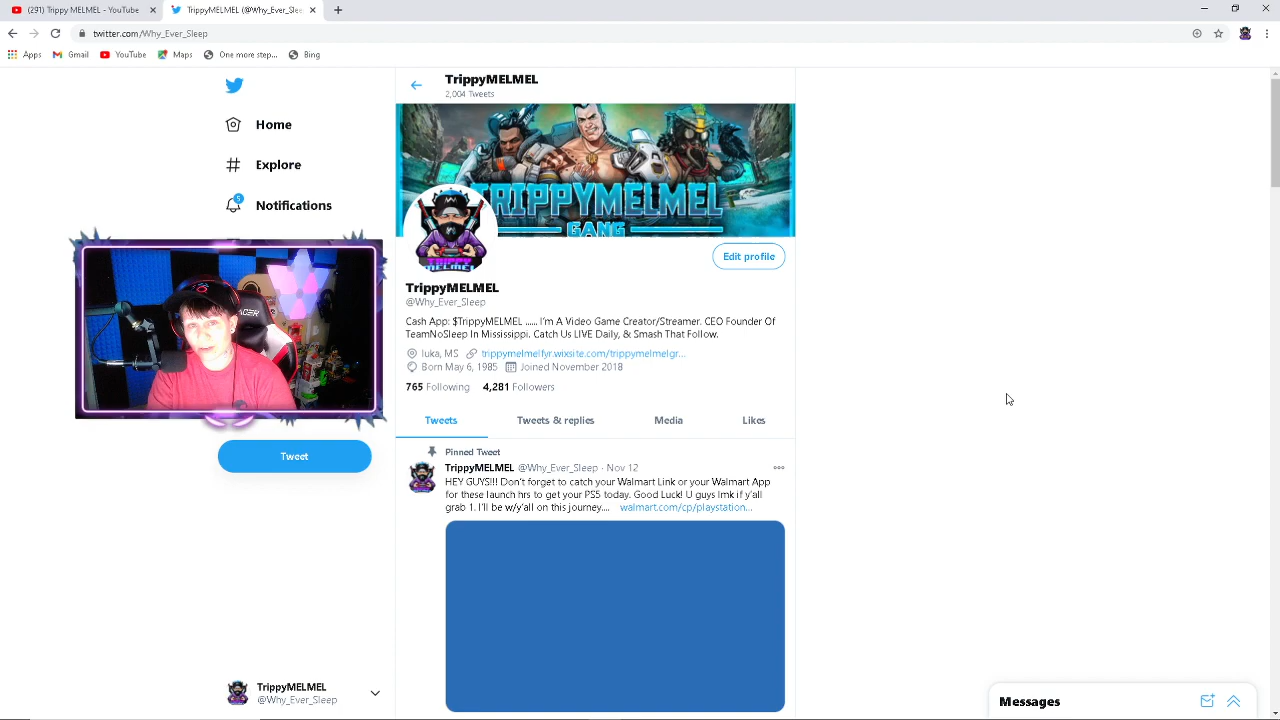 (291) Trippy MELMEL - YouTube
TrippyMELMEL (@Why_Ever_Slee
twitter.com/Why_Ever_Sleep
Apps
Gmail
YouTube
Maps
One more step...
Bing
TrippyMELMEL
2,004 Tweets
Home
Explore
Notifications
6
TRIPPYMELMEL
GANG
TRIPPY
MELMEL
Edit profile
TrippyMELMEL
@Why_Ever_Sleep
Cash App: $TrippyMELMEL ...... I'm A Video Game Creator/Streamer. CEO Founder Of
TeamNoSleep In Mississippi. Catch Us LIVE Daily, & Smash That Follow.
Iuka, MS trippymelmelfyr.wixsite.com/trippymelmelgr...
Born May 6, 1985 Joined November 2018
765 Following 4,281 Followers
Tweets
Tweets & replies
Media
Likes
Pinned Tweet
TrippyMELMEL @Why_Ever_Sleep · Nov 12
HEY GUYS!!! Don't forget to catch your Walmart Link or your Walmart App
for these launch hrs to get your PS5 today. Good Luck! U guys lmk if y'all
grab 1. I'll be w/y'all on this journey.... walmart.com/cp/playstation...
Tweet
TrippyMELMEL
@Why_Ever_Sleep
Messages